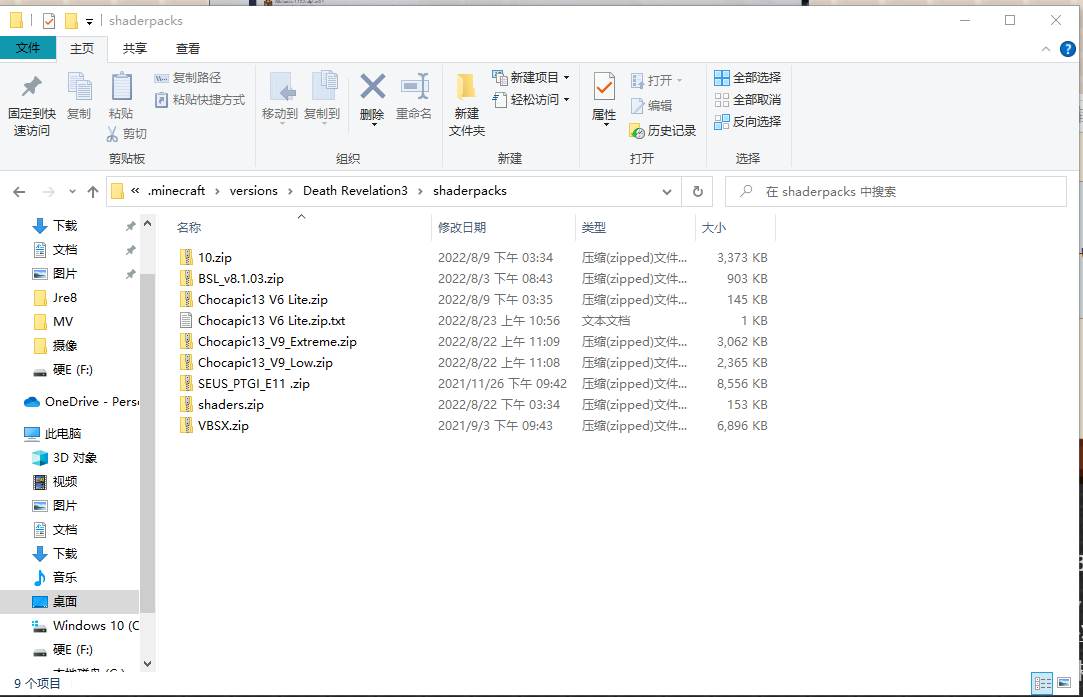 shaderpacks
文件 主页 共享 查看
固定到快速访问
复制
粘贴
复制路径
粘贴快捷方式
剪切
剪贴板
移动到
复制到
删除
重命名
组织
新建
文件夹
新建项目
轻松访问
新建
属性
打开
编辑
历史记录
打开
全部选择
全部取消
反向选择
选择
« .minecraft › versions › Death Revelation3 › shaderpacks
在 shaderpacks 中搜索
下载
文档
图片
Jre8
MV
摄像
硬E (F:)
OneDrive - Pers
此电脑
3D 对象
视频
图片
文档
下载
音乐
桌面
Windows 10 (C
硬E (F:)
名称 修改日期 类型 大小
10.zip 2022/8/9 下午 03:34 压缩(zipped)文件... 3,373 KB
BSL_v8.1.03.zip 2022/8/3 下午 08:43 压缩(zipped)文件... 903 KB
Chocapic13 V6 Lite.zip 2022/8/9 下午 03:35 压缩(zipped)文件... 145 KB
Chocapic13 V6 Lite.zip.txt 2022/8/23 上午 10:56 文本文档 1 KB
Chocapic13_V9_Extreme.zip 2022/8/22 上午 11:09 压缩(zipped)文件... 3,062 KB
Chocapic13_V9_Low.zip 2022/8/22 上午 11:08 压缩(zipped)文件... 2,365 KB
SEUS_PTGI_E11 .zip 2021/11/26 下午 09:42 压缩(zipped)文件... 8,556 KB
shaders.zip 2022/8/22 下午 03:34 压缩(zipped)文件... 153 KB
VBSX.zip 2021/9/3 下午 09:43 压缩(zipped)文件... 6,896 KB
9 个项目